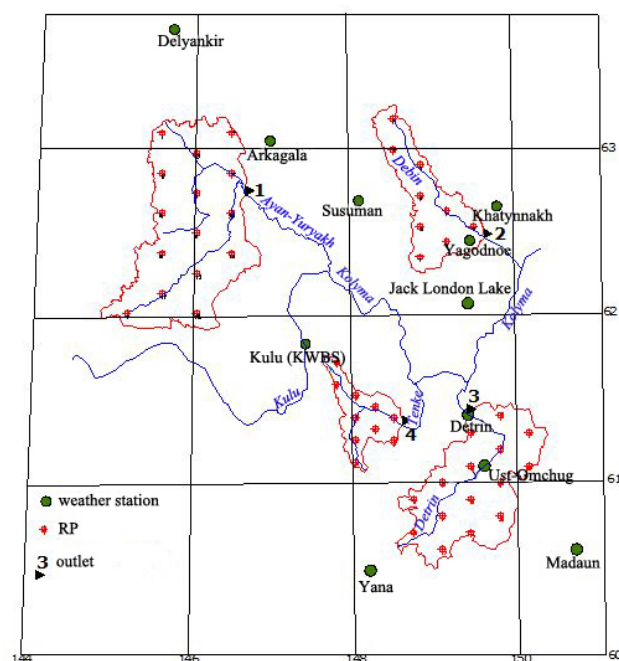 Delyankir
Arkagala
63
1
Debin
Ayan-Yuryakh
Susuman
Khatynnakh
2
Yagodnoe
Kolyma
Jack London Lake
Kolyma
62
Kulu (KWBS)
Kulu
Tenke
3
4
Detrin
Ust-Omchug
61
weather station
RP
3 outlet
Detrin
Madaun
Yana
144
146
148
150
60